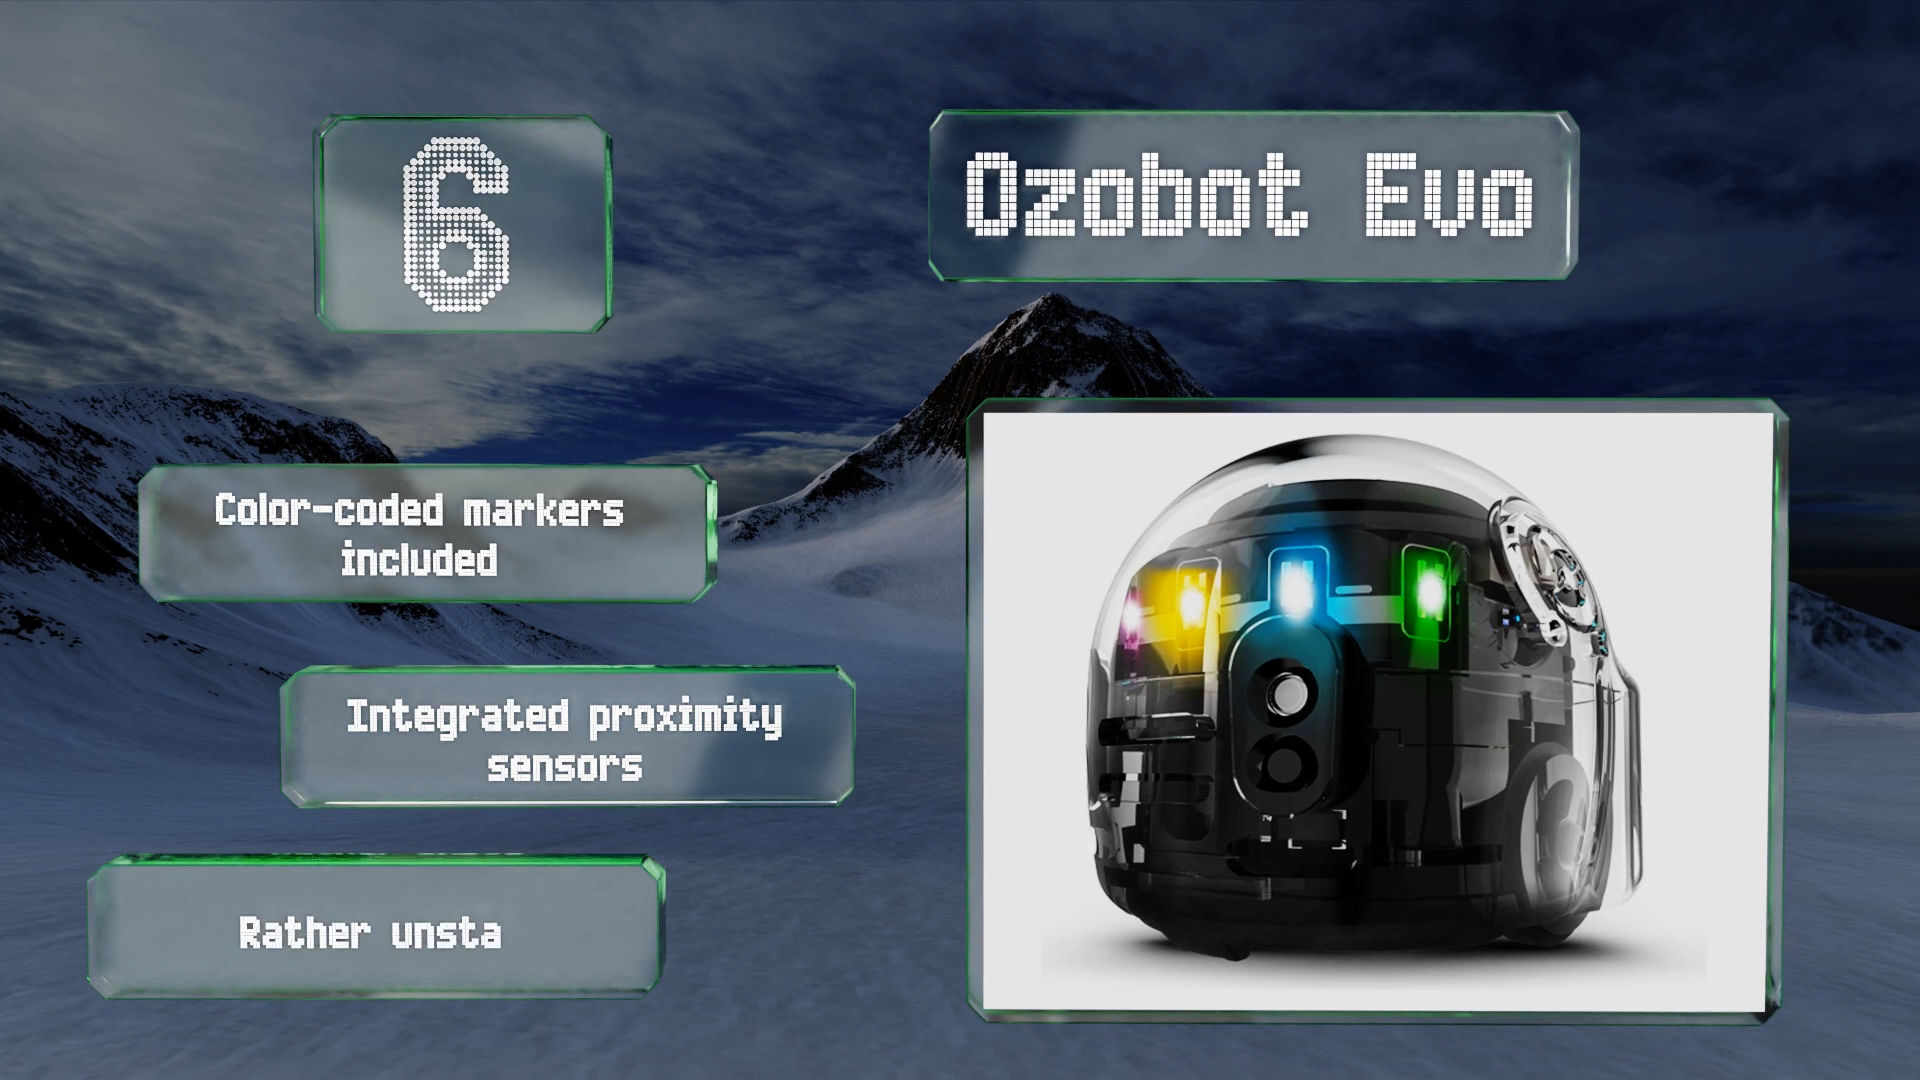 6
Ozobot Evo
Color-coded markers
included
Integrated proximity
sensors
Rather unsta